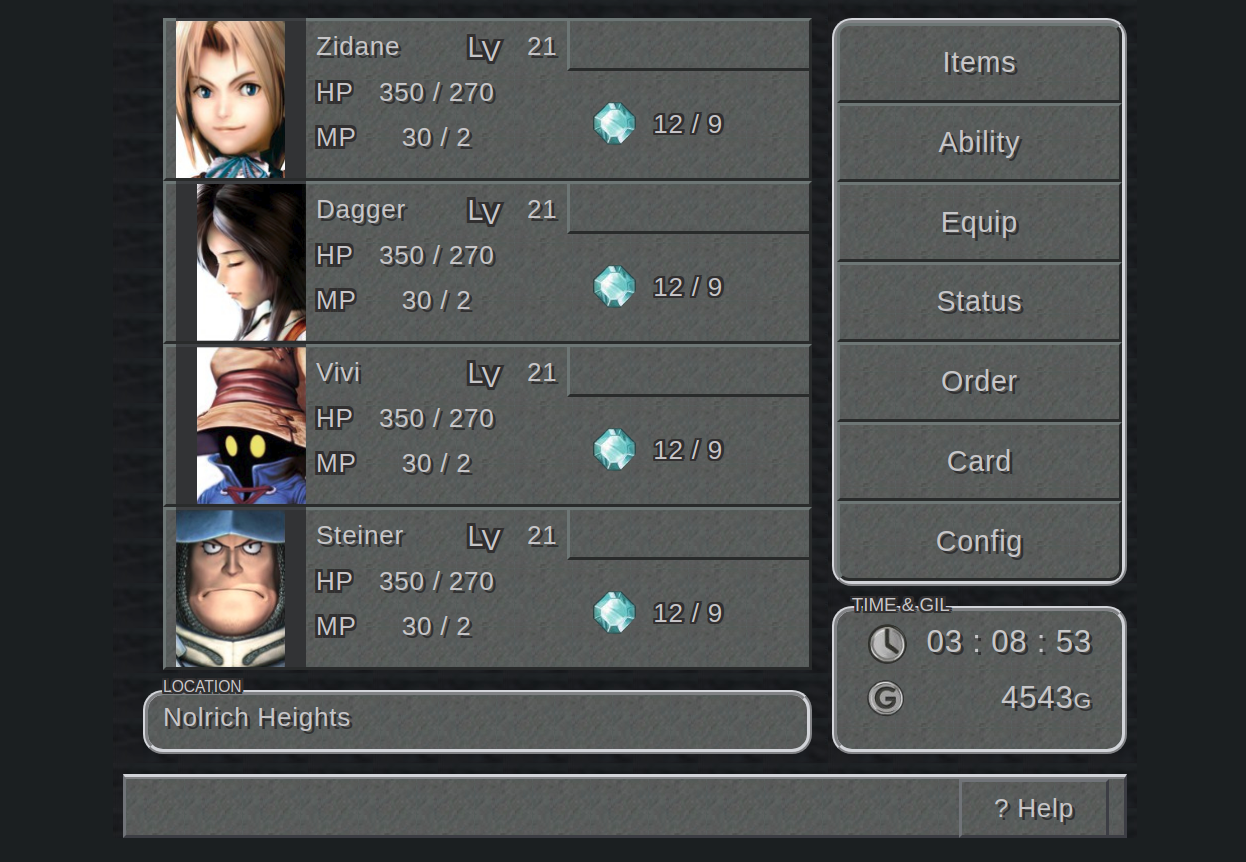 Zidane Lv 21
HP 350 / 270
MP 30 / 2
12 / 9
Dagger Lv 21
HP 350 / 270
MP 30 / 2
12 / 9
Vivi Lv 21
HP 350 / 270
MP 30 / 2
12 / 9
Steiner Lv 21
HP 350 / 270
MP 30 / 2
12 / 9
Items
Ability
Equip
Status
Order
Card
Config
TIME & GIL
03 : 08 : 53
G 4543G
LOCATION
Nolrich Heights
? Help